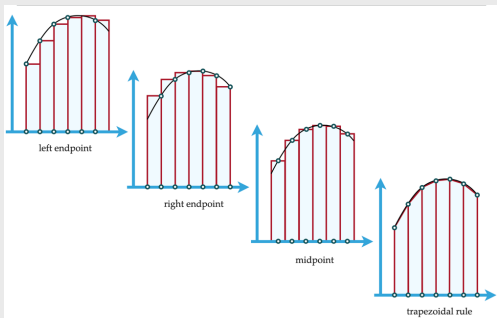 left endpoint
right endpoint
midpoint
trapezoidal rule